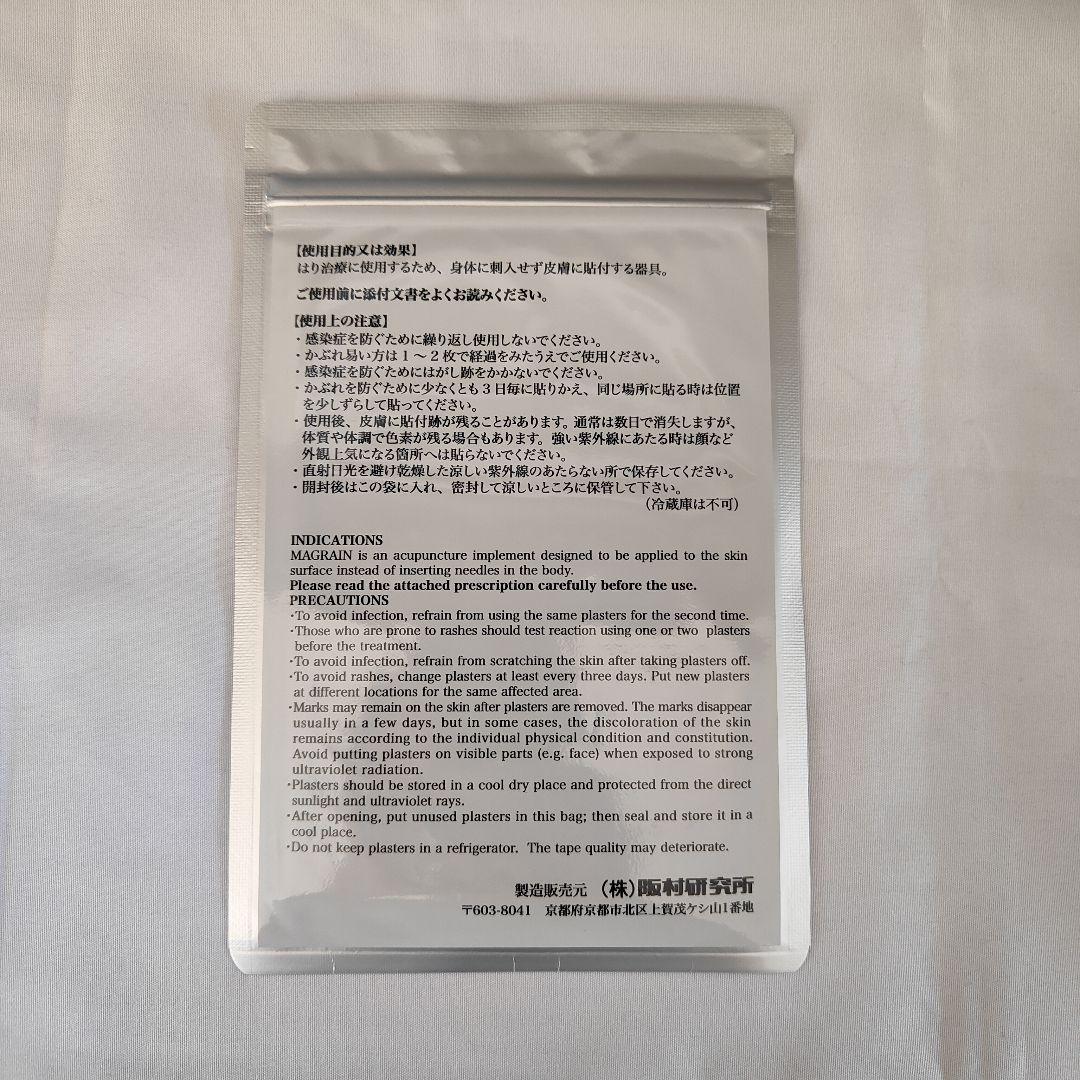 【使用目的又は効果】
はり治療に使用するため、身体に刺入せず皮膚に貼付する器具。
ご使用前に添付文書をよくお読みください。
【使用上の注意】
・感染症を防ぐために繰り返し使用しないでください。
・かぶれ易い方は1～2枚で経過をみたうえでご使用ください。
・感染症を防ぐためにはがし跡をかかないでください。
・かぶれを防ぐために少なくとも3日毎に貼りかえ、同じ場所に貼る時は位置
を少しずらして貼ってください。
・使用後、皮膚に貼付跡が残ることがあります。通常は数日で消失しますが、
体質や体調で色素が残る場合もあります。強い紫外線にあたる時は顔など
外観上気になる箇所へは貼らないでください。
・直射日光を避け乾燥した涼しい紫外線のあたらない所で保存してください。
・開封後はこの袋に入れ、密封して涼しいところに保管して下さい。
（冷蔵庫は不可）
INDICATIONS
MAGRAIN is an acupuncture implement designed to be applied to the skin
surface instead of inserting needles in the body.
Please read the attached prescription carefully before the use.
PRECAUTIONS
・To avoid infection, refrain from using the same plasters for the second time.
・Those who are prone to rashes should test reaction using one or two plasters
before the treatment.
・To avoid infection, refrain from scratching the skin after taking plasters off.
・To avoid rashes, change plasters at least every three days. Put new plasters
at different locations for the same affected area.
・Marks may remain on the skin after plasters are removed. The marks disappear
usually in a few days, but in some cases, the discoloration of the skin
remains according to the individual physical condition and constitution.
Avoid putting plasters on visible parts (e.g. face) when exposed to strong
ultraviolet radiation.
・Plasters should be stored in a cool dry place and protected from the direct
sunlight and ultraviolet rays.
・After opening, put unused plasters in this bag; then seal and store it in a
cool place.
・Do not keep plasters in a refrigerator. The tape quality may deteriorate.
製造販売元 （株）阪村研究所
〒603-8041 京都府京都市北区上賀茂ケシ山1番地